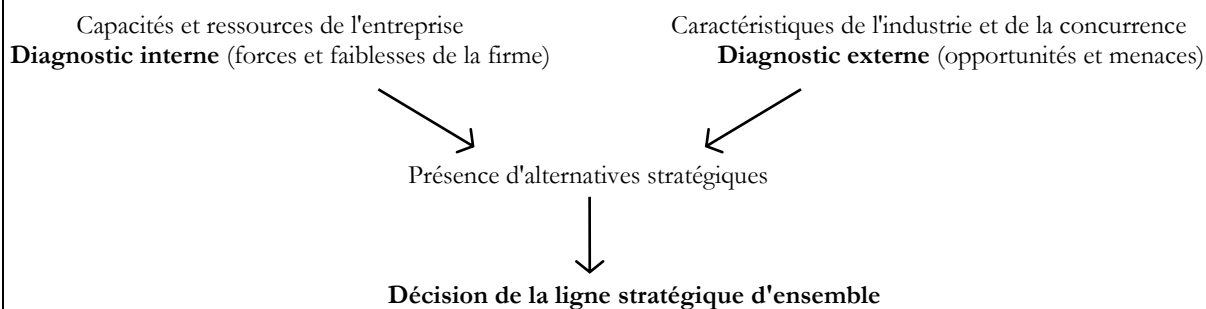 Capacités et ressources de l'entreprise
Diagnostic interne (forces et faiblesses de la firme)
Caractéristiques de l'industrie et de la concurrence
Diagnostic externe (opportunités et menaces)
Présence d'alternatives stratégiques
Décision de la ligne stratégique d'ensemble